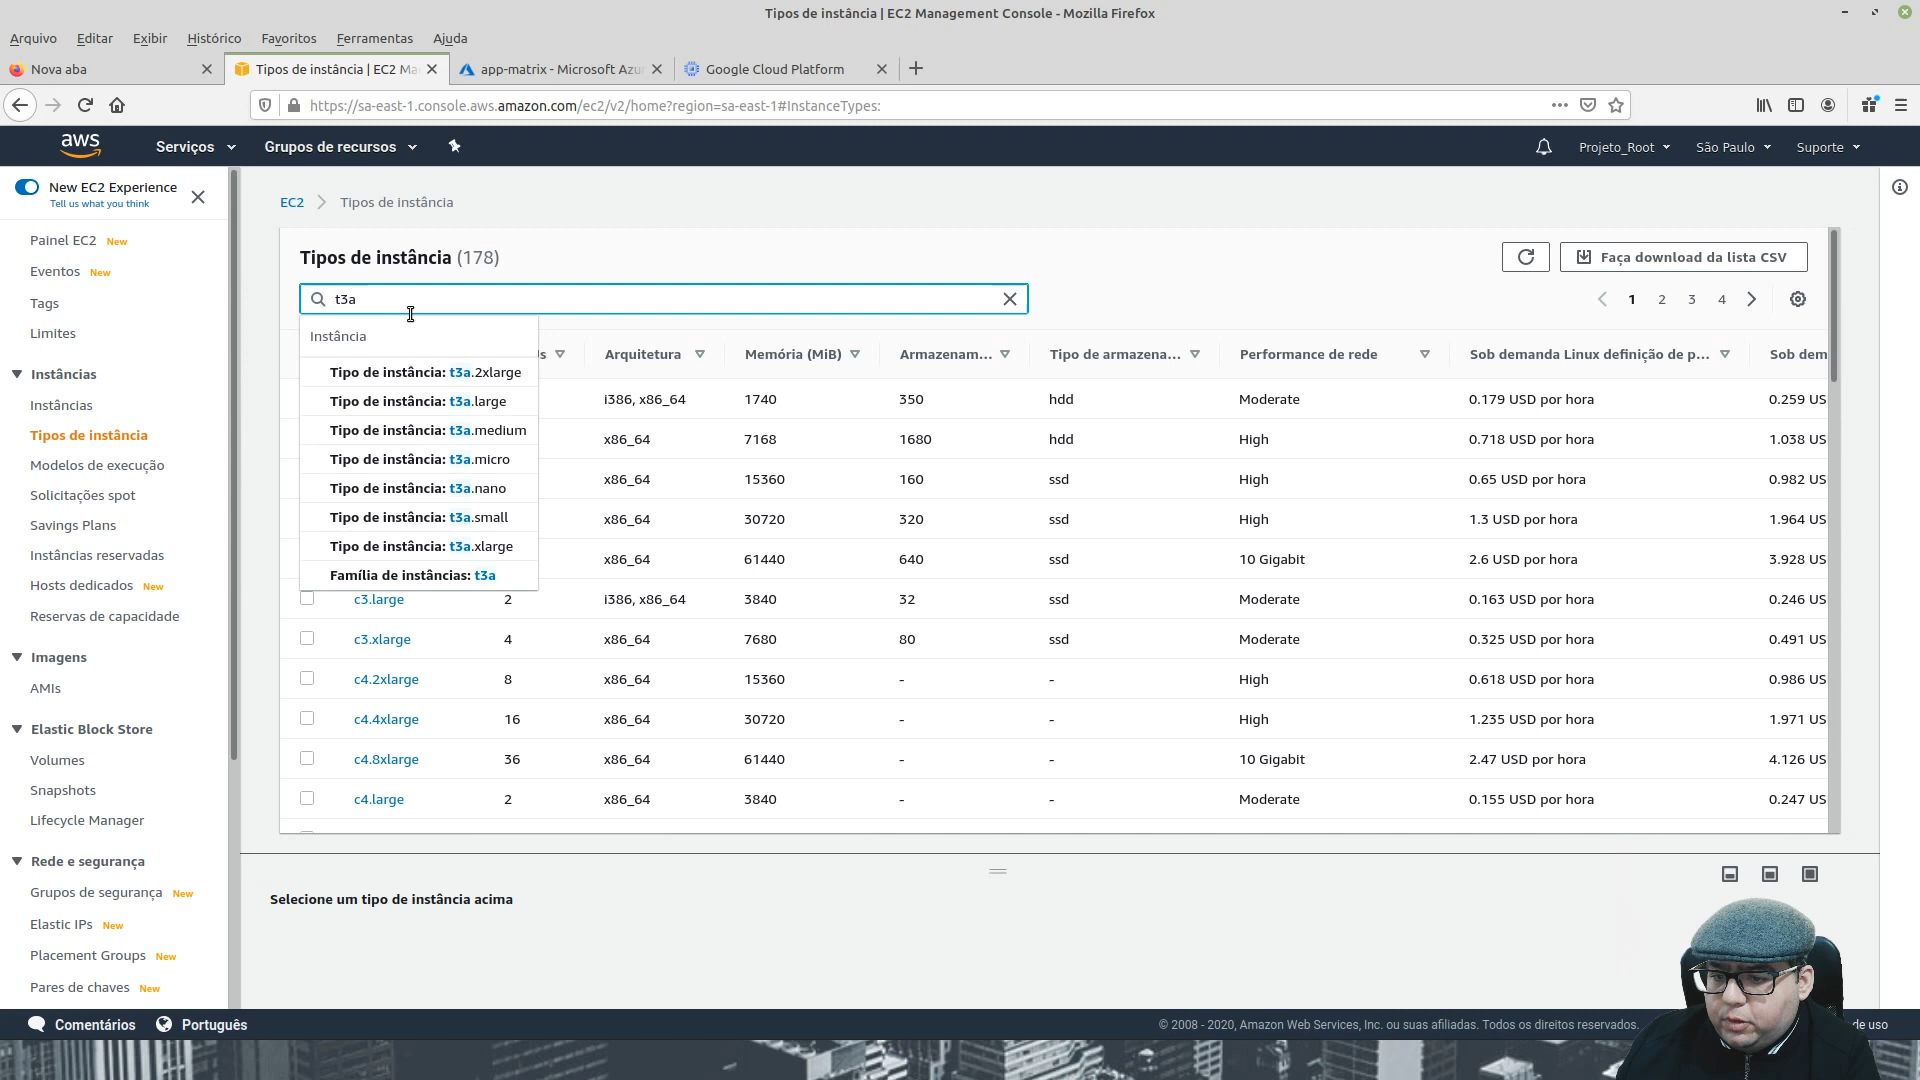 Tipos de instância | EC2 Management Console - Mozilla Firefox
Arquivo Editar Exibir Histórico Favoritos Ferramentas Ajuda
Nova aba
Tipos de instância | EC2 Ma
app-matrix - Microsoft Azu
Google Cloud Platform
https://sa-east-1.console.aws.amazon.com/ec2/v2/home?region=sa-east-1#InstanceTypes:
aws
Serviços
Grupos de recursos
Projeto_Root
São Paulo
Suporte
New EC2 Experience
Tell us what you think
Painel EC2 New
Eventos New
Tags
Limites
Instâncias
Instâncias
Tipos de instância
Modelos de execução
Solicitações spot
Savings Plans
Instâncias reservadas
Hosts dedicados New
Reservas de capacidade
Imagens
AMIs
Elastic Block Store
Volumes
Snapshots
Lifecycle Manager
Rede e segurança
Grupos de segurança New
Elastic IPs New
Placement Groups New
Pares de chaves New
EC2 Tipos de instância
Tipos de instância (178)
Faça download da lista CSV
t3a
1 2 3 4
Instância
Tipo de instância: t3a.2xlarge
Tipo de instância: t3a.large
Tipo de instância: t3a.medium
Tipo de instância: t3a.micro
Tipo de instância: t3a.nano
Tipo de instância: t3a.small
Tipo de instância: t3a.xlarge
Família de instâncias: t3a
s Arquitetura Memória (MiB) Armazenam... Tipo de armazena... Performance de rede Sob demanda Linux definição de p... Sob dem
i386, x86_64 1740 350 hdd Moderate 0.179 USD por hora 0.259 US
x86_64 7168 1680 hdd High 0.718 USD por hora 1.038 US
x86_64 15360 160 ssd High 0.65 USD por hora 0.982 US
x86_64 30720 320 ssd High 1.3 USD por hora 1.964 US
x86_64 61440 640 ssd 10 Gigabit 2.6 USD por hora 3.928 US
c3.large 2 i386, x86_64 3840 32 ssd Moderate 0.163 USD por hora 0.246 US
c3.xlarge 4 x86_64 7680 80 ssd Moderate 0.325 USD por hora 0.491 US
c4.2xlarge 8 x86_64 15360 - - High 0.618 USD por hora 0.986 US
c4.4xlarge 16 x86_64 30720 - - High 1.235 USD por hora 1.971 US
c4.8xlarge 36 x86_64 61440 - - 10 Gigabit 2.47 USD por hora 4.126 US
c4.large 2 x86_64 3840 - - Moderate 0.155 USD por hora 0.247 US
Selecione um tipo de instância acima
Comentários
Português
© 2008 - 2020, Amazon Web Services, Inc. ou suas afiliadas. Todos os direitos reservados.
de uso